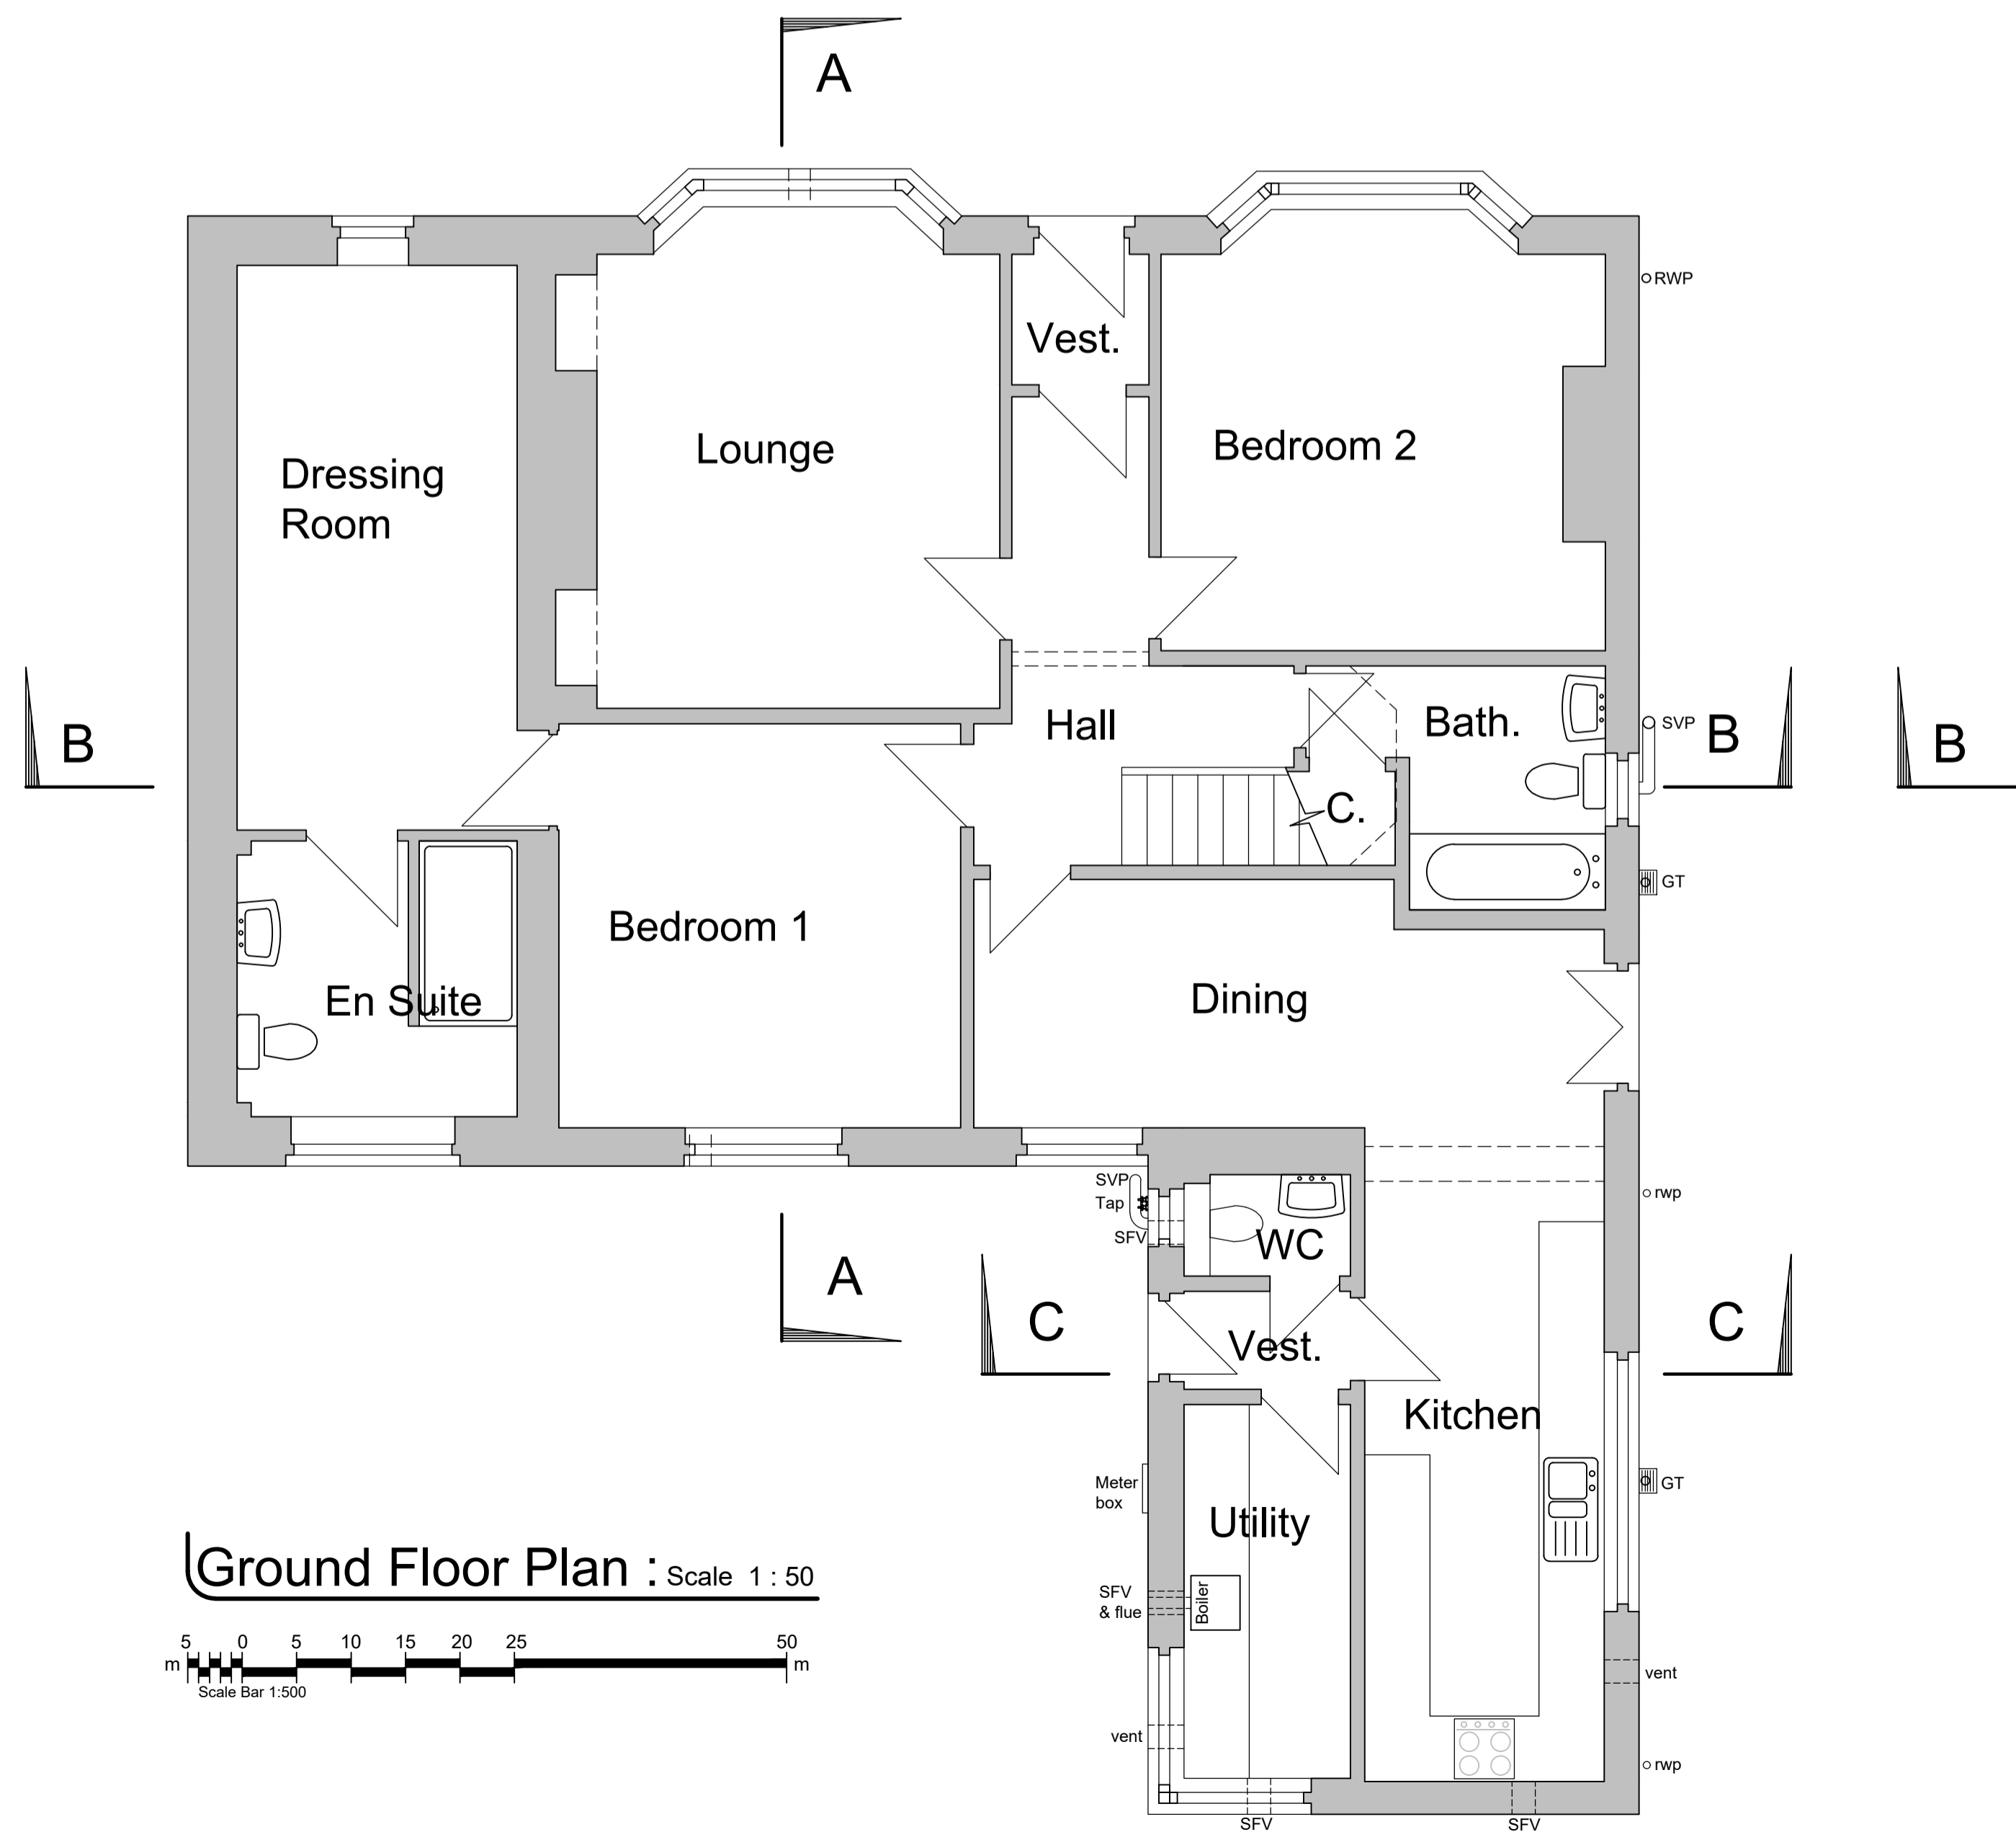 A
RWP
Vest.
Lounge
Bedroom 2
Dressing
Room
B
Hall
Bath.
SVP
B
B
C.
GT
Bedroom 1
En Suite
Dining
SVP
Tap
SFV
rwp
WC
A
C
Vest.
C
Kitchen
Meter
box
GT
Utility
Ground Floor Plan : Scale 1 : 50
SFV
& flue
Boiler
5 0 5 10 15 20 25 50
m m
Scale Bar 1:500
vent
vent
rwp
SFV
SFV